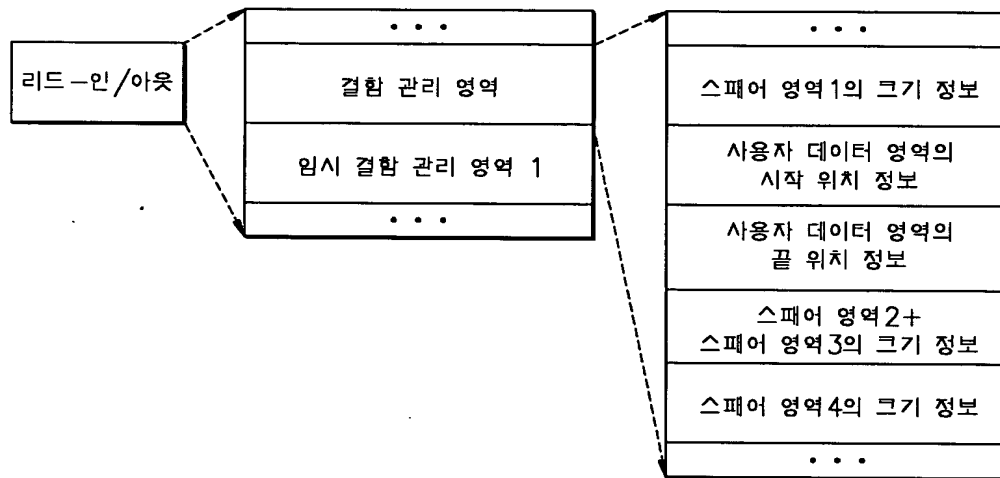 리드-인/아웃
• • •
결함 관리 영역
임시 결함 관리 영역 1
• • •
• • •
스패어 영역1의 크기 정보
사용자 데이터 영역의
시작 위치 정보
사용자 데이터 영역의
끝 위치 정보
스패어 영역2+
스패어 영역3의 크기 정보
스패어 영역4의 크기 정보
• • •